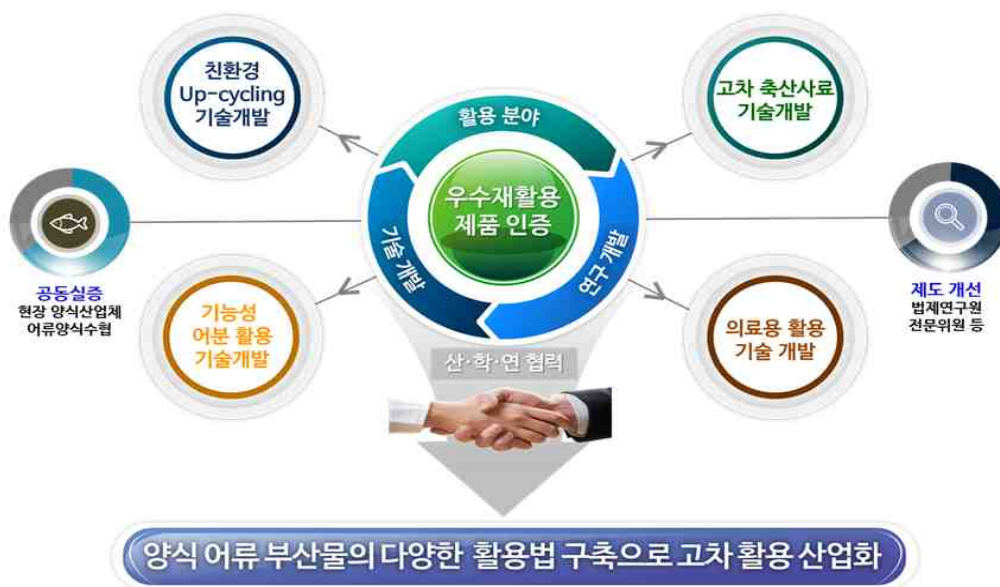 친환경
Up-cycling
기술개발
고차 축산사료
기술개발
활용 분야
우수재활용
제품 인증
기술 개발
연구 개발
공동실증
현장 양식산업체
어류양식수협
제도 개선
법제연구원
전문위원 등
기능성
어분 활용
기술개발
의료용 활용
기술 개발
산·학·연 협력
양식 어류 부산물의 다양한 활용법 구축으로 고차 활용 산업화